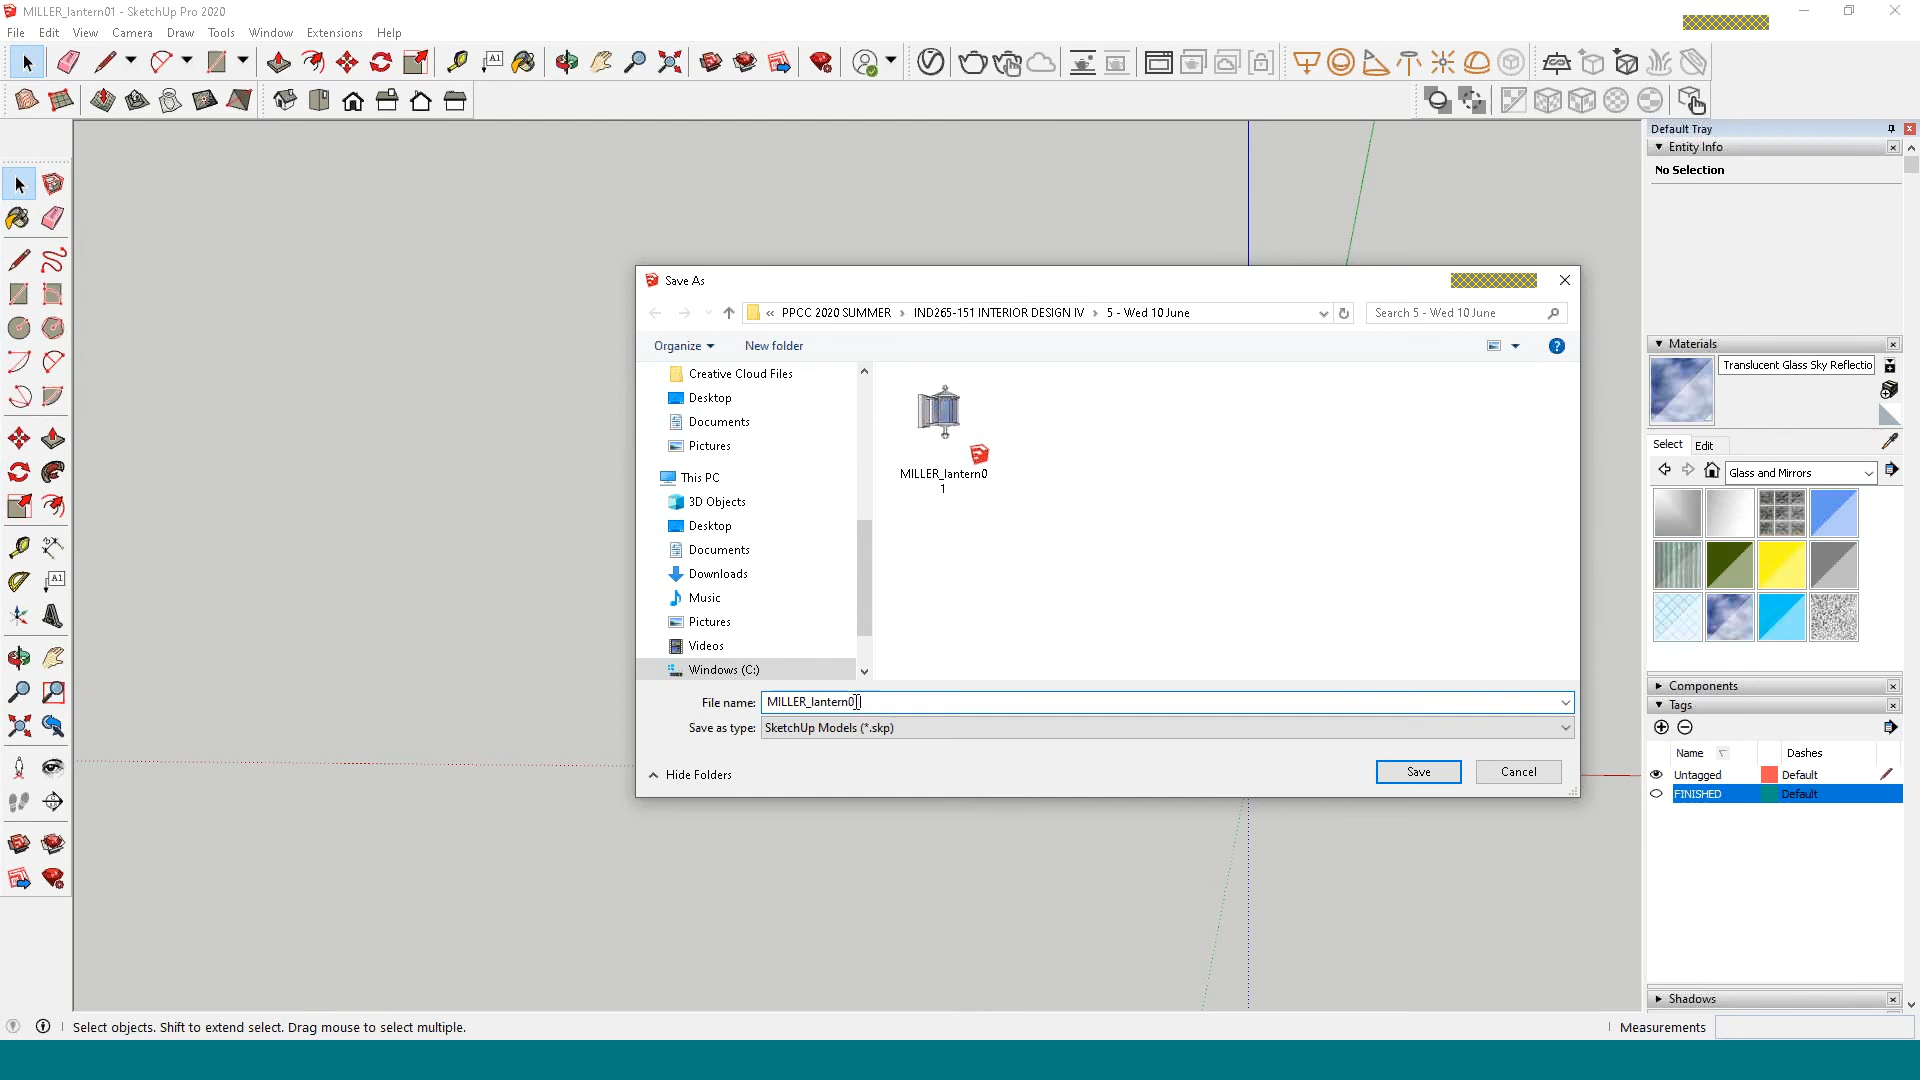 MILLER_lantern01 - SketchUp Pro 2020
File Edit View Camera Draw Tools Window Extensions Help
Default Tray
Entity Info
No Selection
Save As
« PPCC 2020 SUMMER › IND265-151 INTERIOR DESIGN IV › 5 - Wed 10 June
Search 5 - Wed 10 June
Organize New folder
Creative Cloud Files
Desktop
Documents
Pictures
This PC
3D Objects
Desktop
Documents
Downloads
Music
Pictures
Videos
Windows (C:)
MILLER_lantern0
1
File name: MILLER_lantern0
Save as type: SketchUp Models (*.skp)
Hide Folders
Save
Cancel
Materials
Translucent Glass Sky Reflectio
Select Edit
Glass and Mirrors
Components
Tags
Name Dashes
Untagged Default
FINISHED Default
Shadows
Select objects. Shift to extend select. Drag mouse to select multiple.
Measurements